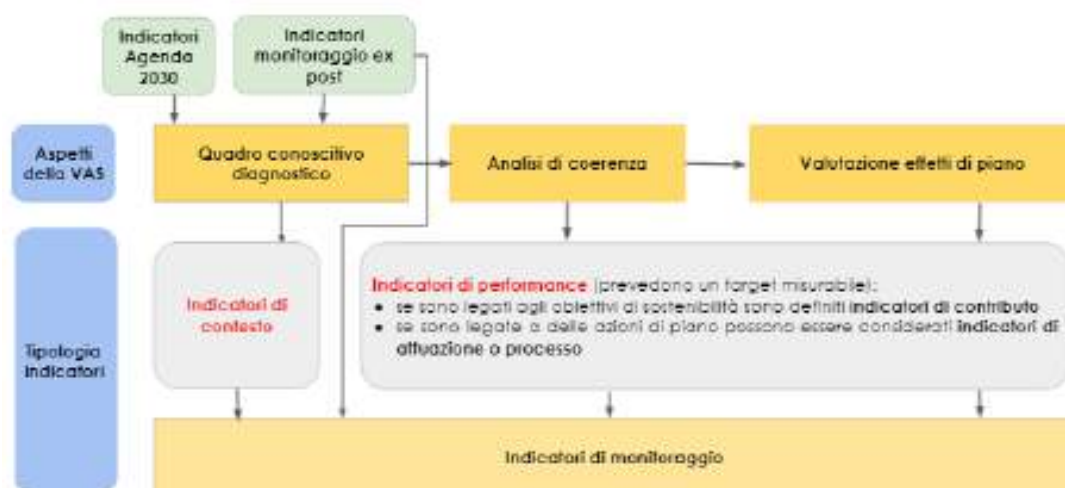 Indicatori
Agenda
2030
Indicatori
monitoraggio ex
post
Aspetti
della VAS
Quadro conoscitivo
diagnostico
Analisi di coerenza
Valutazione effetti di piano
Tipologia
indicatori
Indicatori di
contesto
Indicatori di performance (prevedono un target misurabile):
• se sono legati agli obiettivi di sostenibilità sono definiti indicatori di contributo
• se sono legate a delle azioni di piano possono essere considerati indicatori di
attuazione o processo
Indicatori di monitoraggio